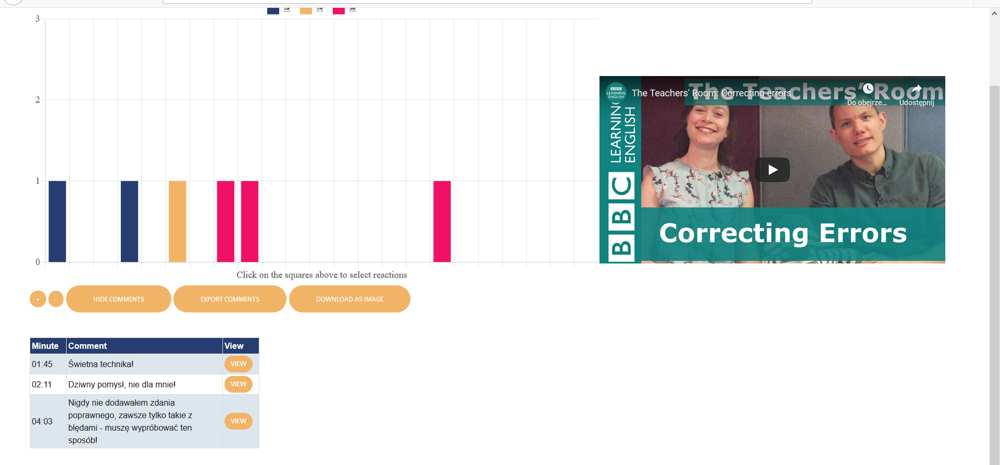 3
2
1
0
Click on the squares above to select reactions
+
-
HIDE COMMENTS
EXPORT COMMENTS
DOWNLOAD AS IMAGE
BBC
LEARNING
ENGLISH
The Teachers' Room: Correcting errors
The Teachers' Room
Do obejrze...
Udostępnij
BBC
LEARNING
ENGLISH
Correcting Errors
Minute Comment View
01:45 Świetna technika! VIEW
02:11 Dziwny pomysł, nie dla mnie! VIEW
04:03 Nigdy nie dodawałem zdania
poprawnego, zawsze tylko takie z
błędami - muszę wypróbować ten
sposób!
VIEW